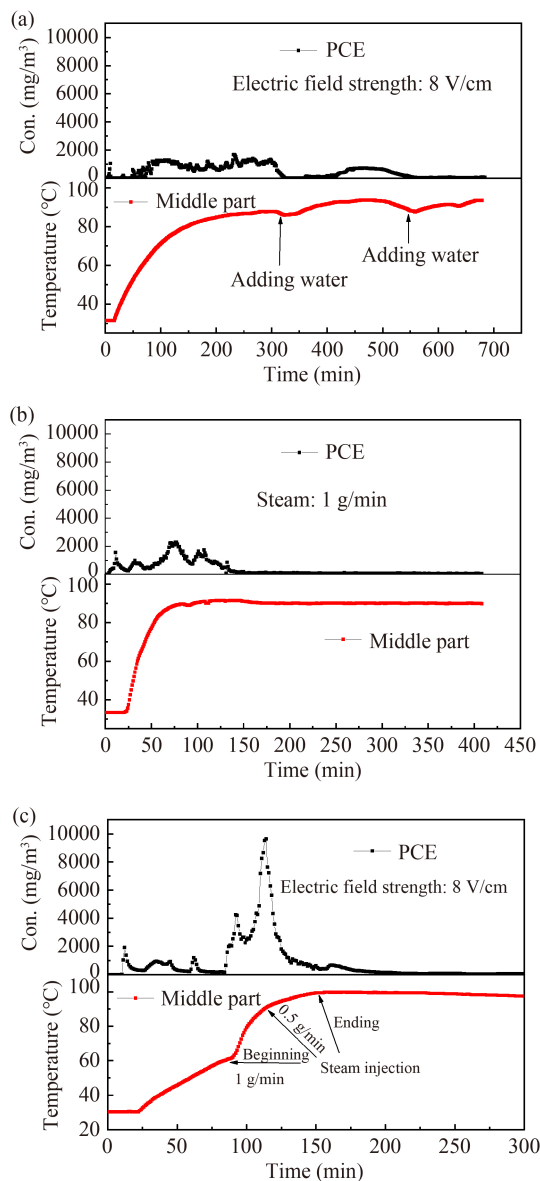 (a)
10000
8000
6000
4000
2000
0
Con. (mg/m³)
PCE
Electric field strength: 8 V/cm
100
80
60
40
Temperature (°C)
Middle part
Adding water
Adding water
0 100 200 300 400 500 600 700
Time (min)
(b)
10000
8000
6000
4000
2000
0
Con. (mg/m³)
PCE
Steam: 1 g/min
100
80
60
40
Temperature (°C)
Middle part
0 50 100 150 200 250 300 350 400 450
Time (min)
(c)
10000
8000
6000
4000
2000
0
Con. (mg/m³)
PCE
Electric field strength: 8 V/cm
100
80
60
40
20
Temperature (°C)
Middle part
0.5 g/min
Ending
Beginning
Steam injection
1 g/min
0 50 100 150 200 250 300
Time (min)